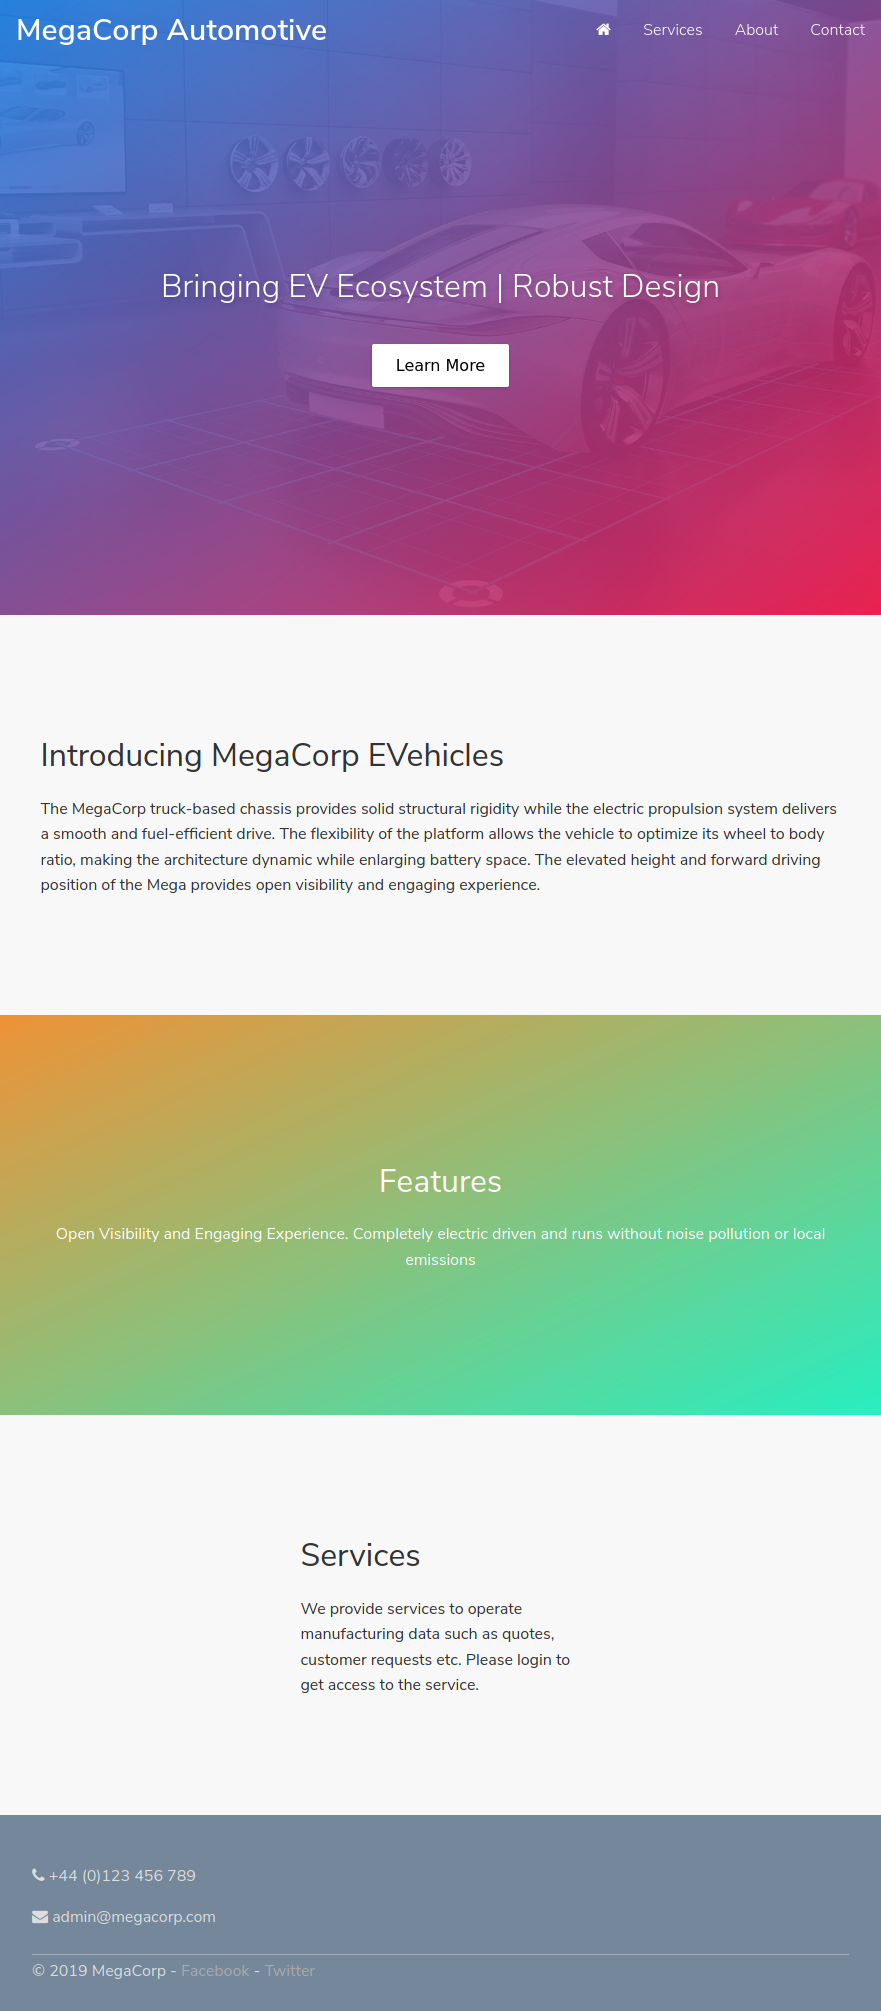 MegaCorp Automotive
Services About Contact
Bringing EV Ecosystem | Robust Design
Learn More
Introducing MegaCorp EVehicles
The MegaCorp truck-based chassis provides solid structural rigidity while the electric propulsion system delivers
a smooth and fuel-efficient drive. The flexibility of the platform allows the vehicle to optimize its wheel to body
ratio, making the architecture dynamic while enlarging battery space. The elevated height and forward driving
position of the Mega provides open visibility and engaging experience.
Features
Open Visibility and Engaging Experience. Completely electric driven and runs without noise pollution or local
emissions
Services
We provide services to operate
manufacturing data such as quotes,
customer requests etc. Please login to
get access to the service.
+44 (0)123 456 789
admin@megacorp.com
© 2019 MegaCorp - Facebook - Twitter